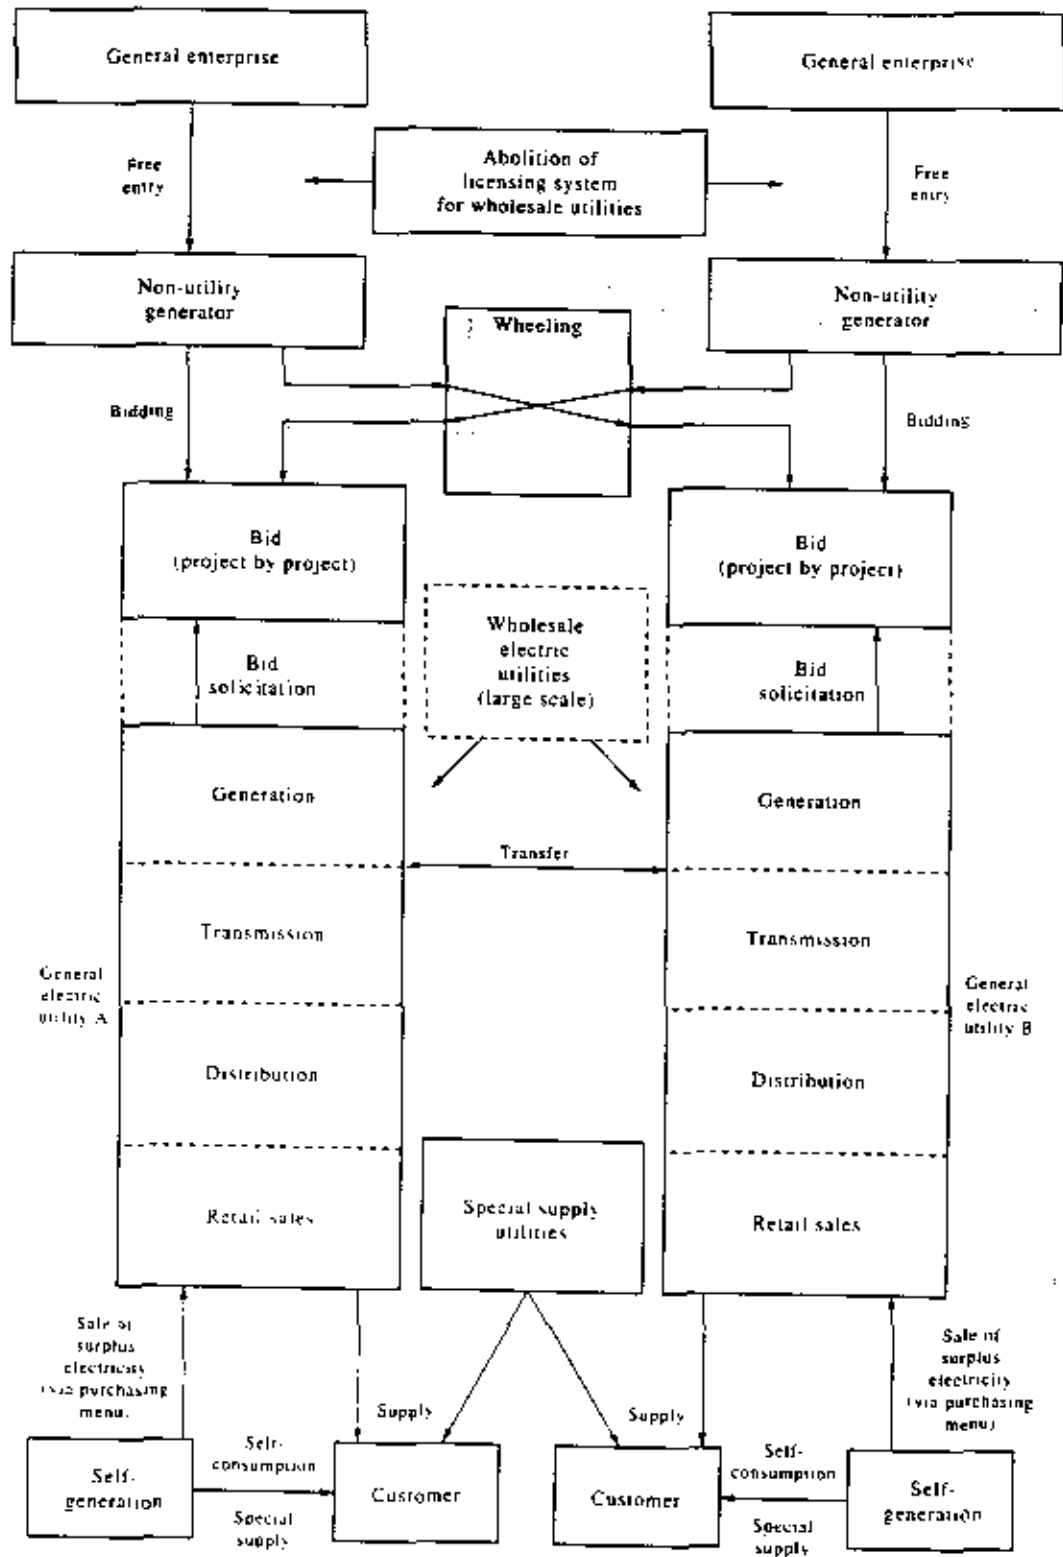 General enterprise
General enterprise
Free
entry
Abolition of
licensing system
for wholesale utilities
Free
entry
Non-utility
generator
Wheeling
Non-utility
generator
Bidding
Bidding
Bid
(project by project)
Bid
(project by project)
Wholesale
electric
utilities
(large scale)
Bid
solicitation
Bid
solicitation
Generation
Generation
Transfer
Transmission
Transmission
General
electric
utility A
General
electric
utility B
Distribution
Distribution
Retail sales
Special supply
utilities
Retail sales
Sale of
surplus
electricity
(via purchasing
menu)
Sale of
surplus
electricity
(via purchasing
menu)
Supply
Supply
Self-
generation
Self-
consumption
Special
supply
Customer
Customer
Self-
consumption
Special
supply
Self-
generation